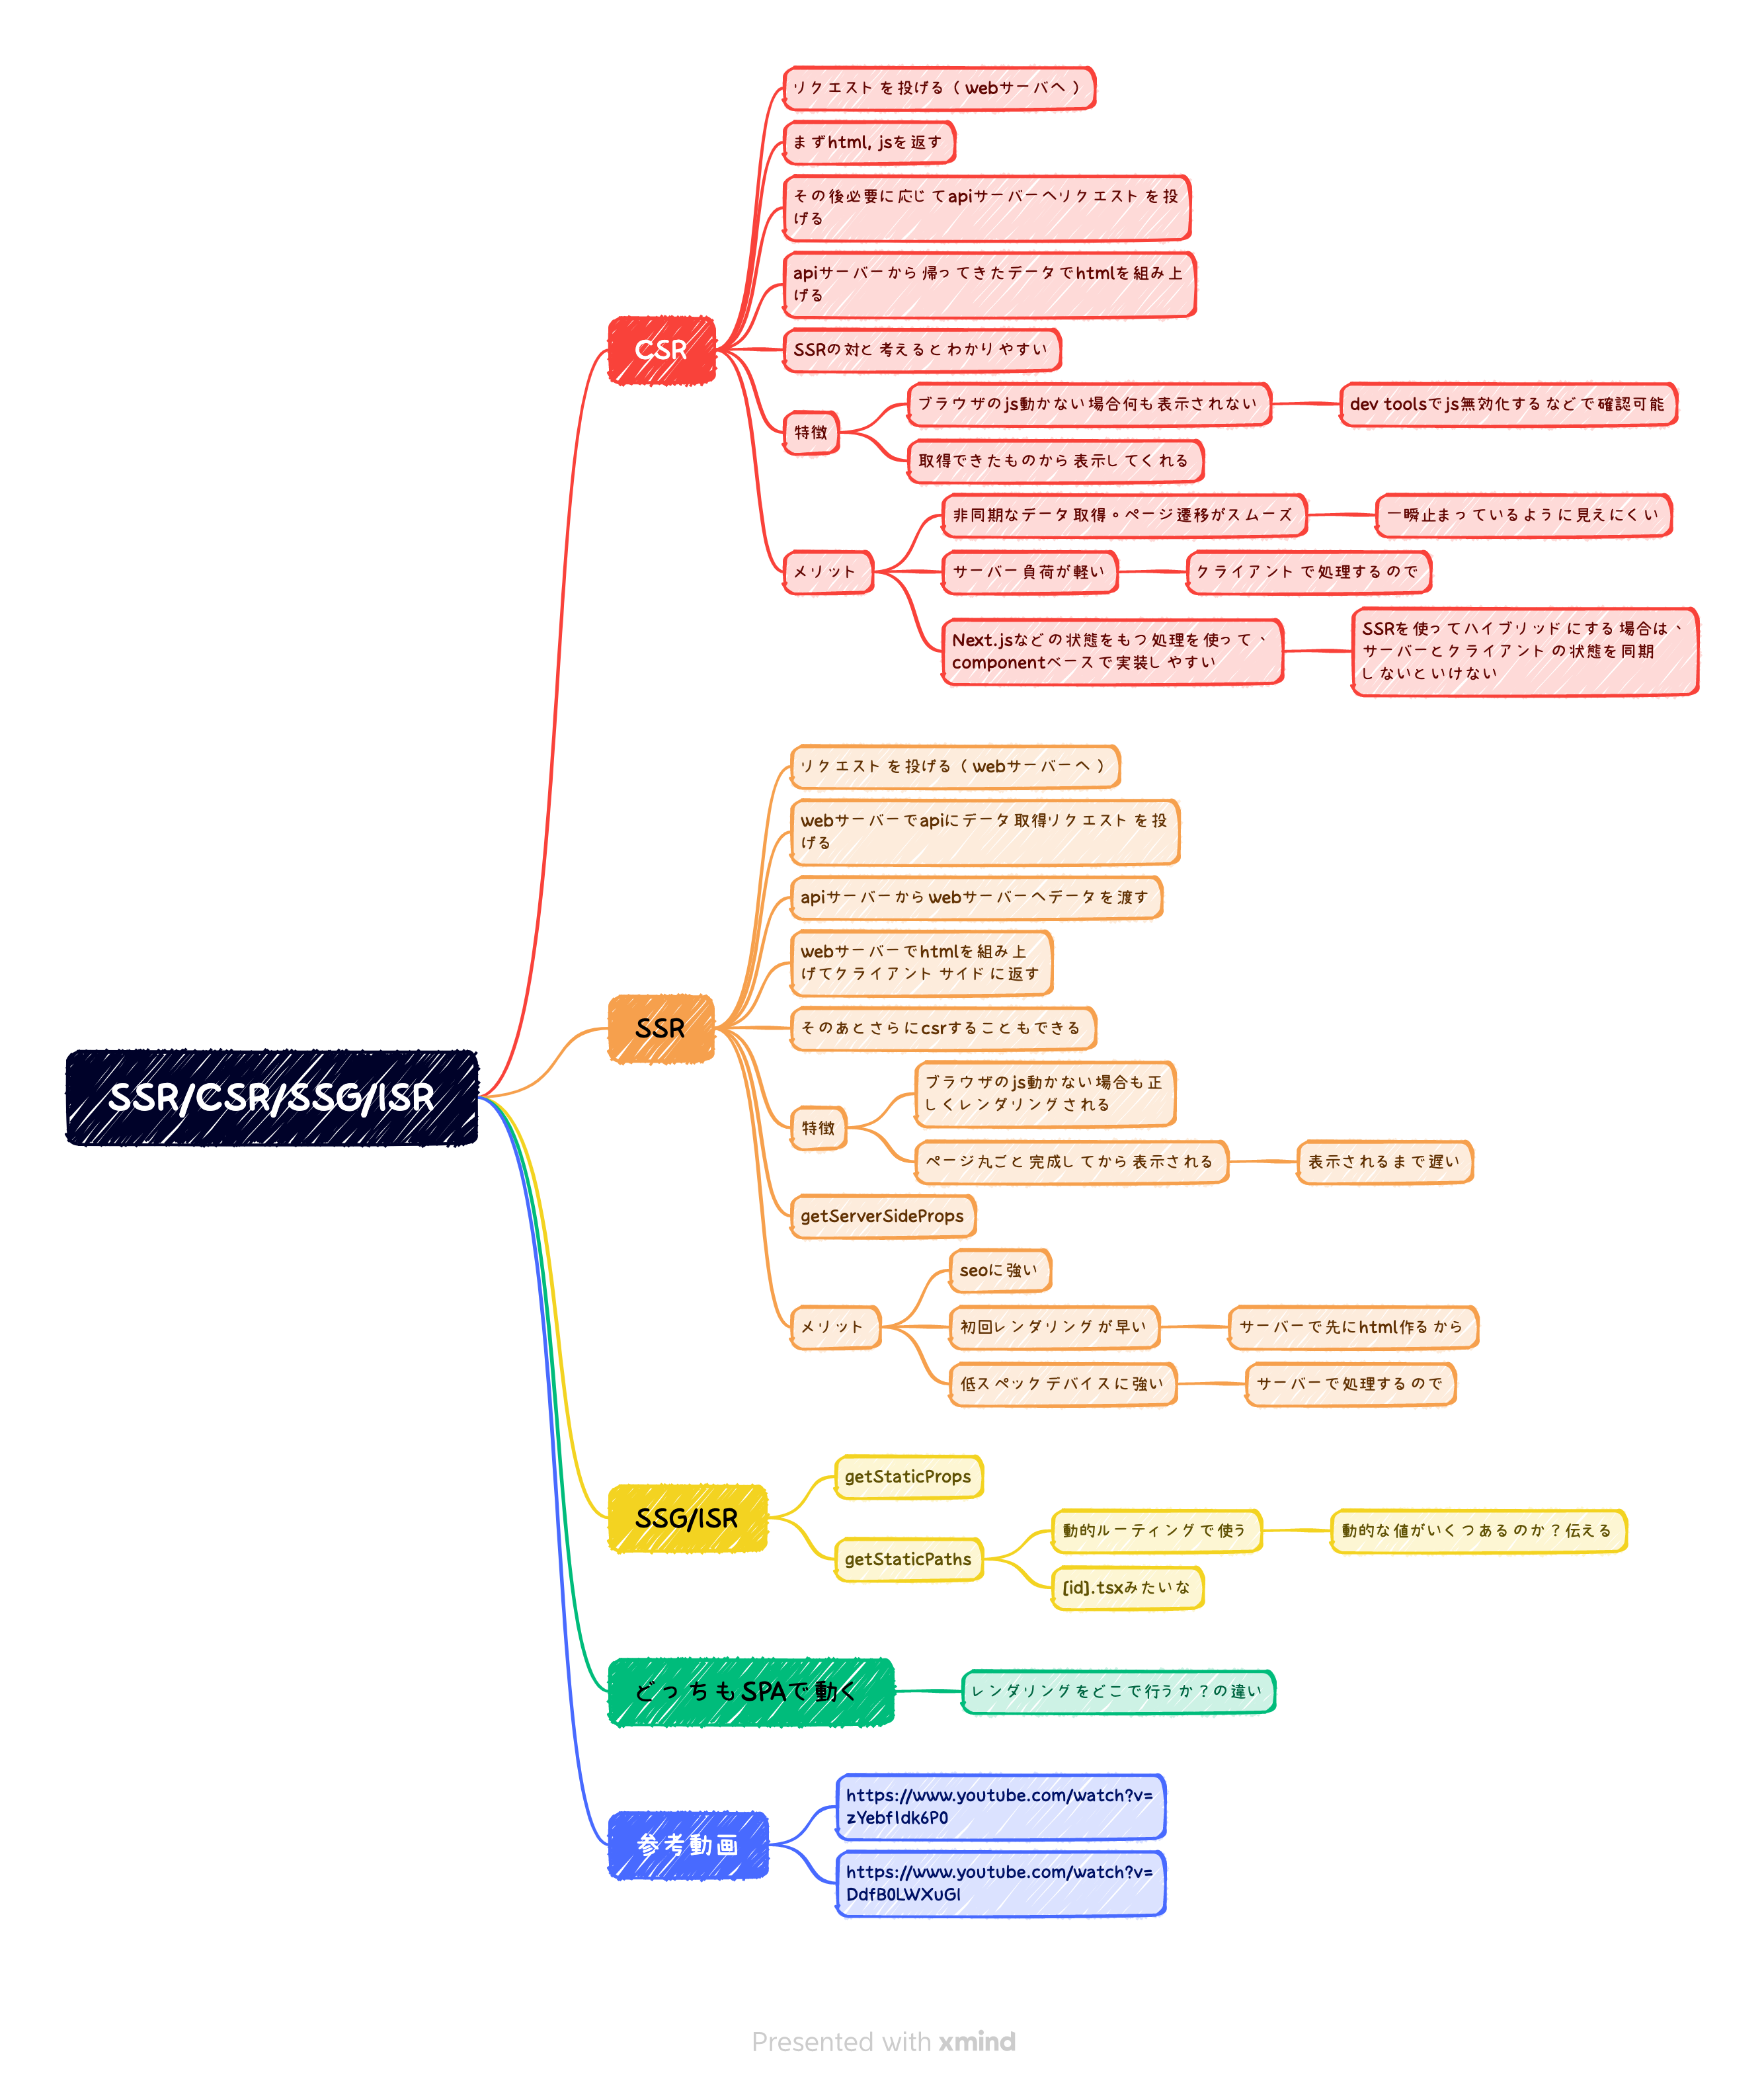 リクエストを投げる（webサーバへ）
まずhtml, jsを返す
その後必要に応じてapiサーバーへリクエストを投
げる
apiサーバーから帰ってきたデータでhtmlを組み上
げる
CSR
SSRの対と考えるとわかりやすい
特徴
ブラウザのjs動かない場合何も表示されない
dev toolsでjs無効化するなどで確認可能
取得できたものから表示してくれる
メリット
非同期なデータ取得。ページ遷移がスムーズ
一瞬止まっているように見えにくい
サーバー負荷が軽い
クライアントで処理するので
Next.jsなどの状態をもつ処理を使って、
componentベースで実装しやすい
SSRを使ってハイブリッドにする場合は、
サーバーとクライアントの状態を同期
しないといけない
リクエストを投げる（webサーバーへ）
webサーバーでapiにデータ取得リクエストを投
げる
apiサーバーからwebサーバーへデータを渡す
webサーバーでhtmlを組み上
げてクライアントサイドに返す
SSR
そのあとさらにcsrすることもできる
特徴
ブラウザのjs動かない場合も正
しくレンダリングされる
ページ丸ごと完成してから表示される
表示されるまで遅い
getServerSideProps
メリット
seoに強い
初回レンダリングが早い
サーバーで先にhtml作るから
低スペックデバイスに強い
サーバーで処理するので
SSR/CSR/SSG/ISR
SSG/ISR
getStaticProps
getStaticPaths
動的ルーティングで使う
動的な値がいくつあるのか？伝える
[id].tsxみたいな
どっちもSPAで動く
レンダリングをどこで行うか？の違い
参考動画
https://www.youtube.com/watch?v=
zYebfIdk6P0
https://www.youtube.com/watch?v=
DdfB0LWXuGI
Presented with xmind